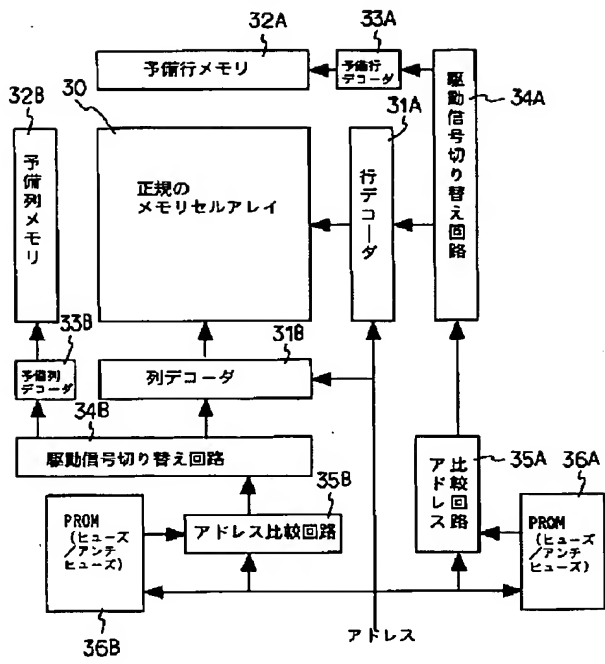 32A
33A
予備行メモリ
予備行
デコーダ
34A
駆動信号切り替え回路
32B
30
31A
予備列メモリ
正規の
メモリセルアレイ
行デコーダ
33B
31B
予備列
デコーダ
列デコーダ
34B
駆動信号切り替え回路
35B
35A
36A
アドレス
比較回路
PROM
(ヒューズ
/アンチ
ヒューズ)
アドレス比較回路
PROM
(ヒューズ
/アンチ
ヒューズ)
36B
アドレス